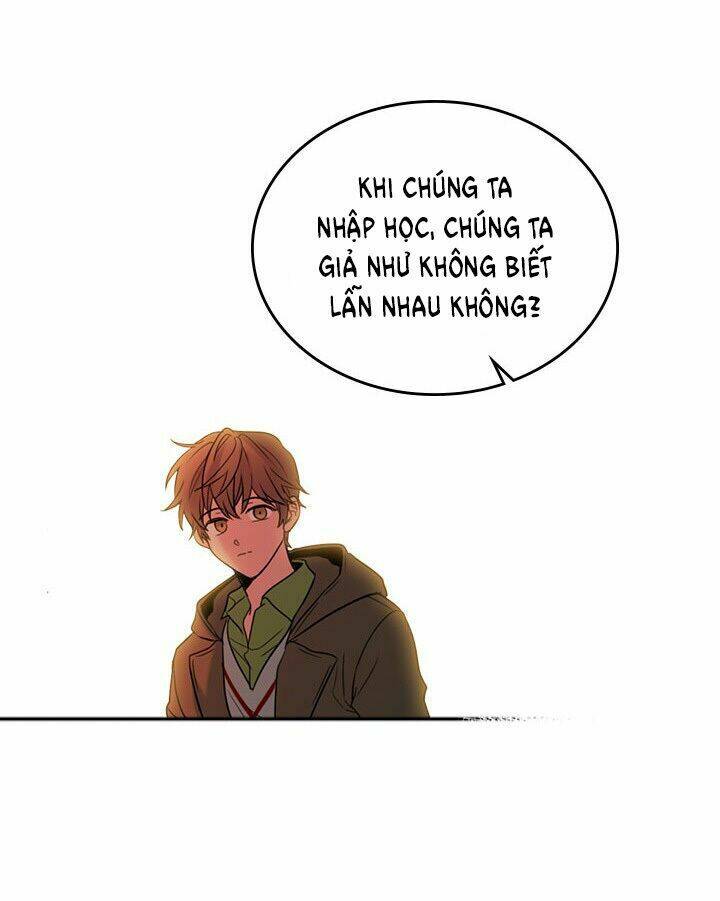 KHI CHÚNG TA
NHẬP HỌC, CHÚNG TA
GIẢ NHƯ KHÔNG BIẾT
LẪN NHAU KHÔNG?